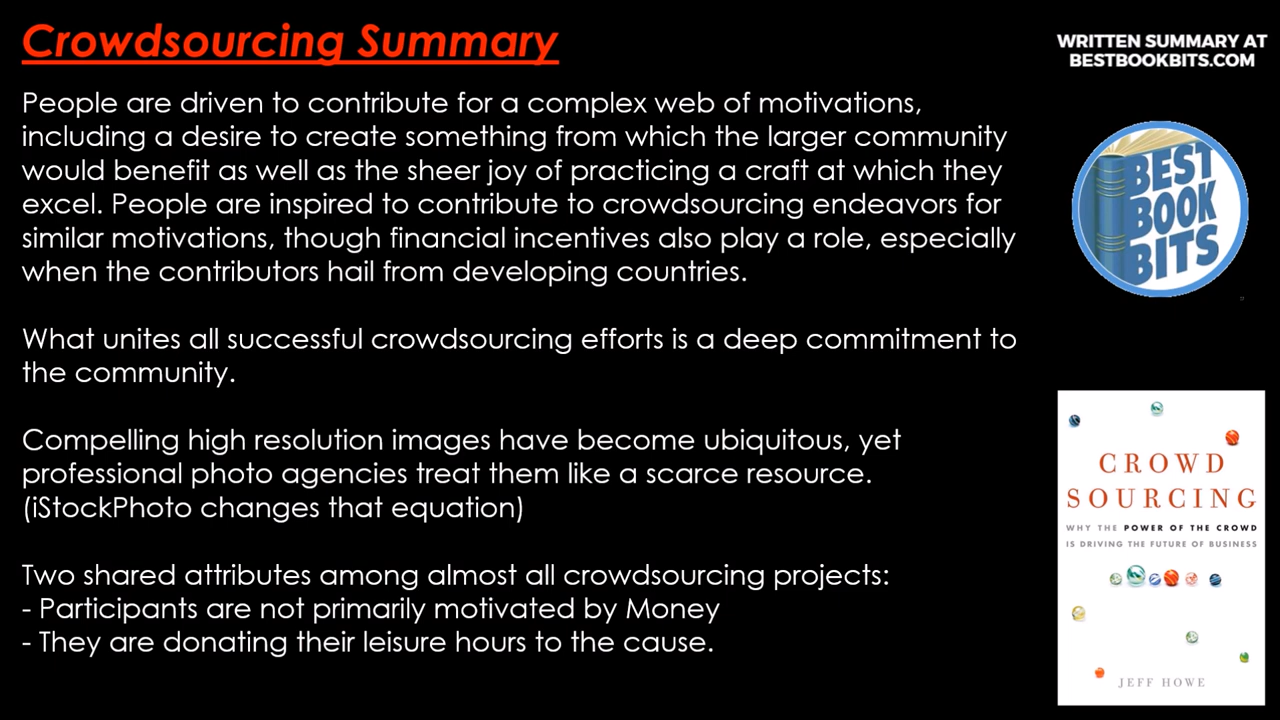 Crowdsourcing Summary
People are driven to contribute for a complex web of motivations,
including a desire to create something from which the larger community
would benefit as well as the sheer joy of practicing a craft at which they
excel. People are inspired to contribute to crowdsourcing endeavors for
similar motivations, though financial incentives also play a role, especially
when the contributors hail from developing countries.
What unites all successful crowdsourcing efforts is a deep commitment to
the community.
Compelling high resolution images have become ubiquitous, yet
professional photo agencies treat them like a scarce resource.
(iStockPhoto changes that equation)
Two shared attributes among almost all crowdsourcing projects:
- Participants are not primarily motivated by Money
- They are donating their leisure hours to the cause.
WRITTEN SUMMARY AT
BESTBOOKBITS.COM
BEST
BOOK
BITS
CROWD
SOURCING
WHY THE POWER OF THE CROWD
IS DRIVING THE FUTURE OF BUSINESS
JEFF HOWE